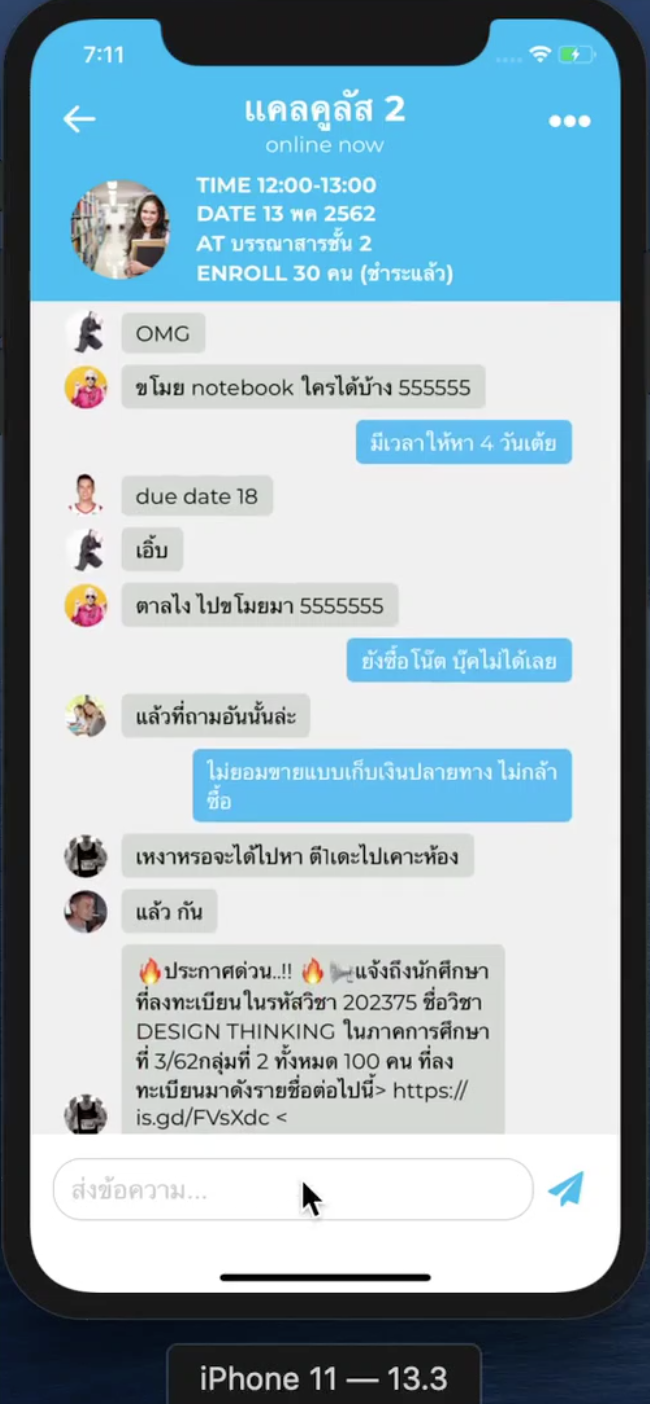 7:11
แคลคูลัส 2
online now
TIME 12:00-13:00
DATE 13 พค 2562
AT บรรณาสารชั้น 2
ENROLL 30 คน (ชำระแล้ว)
OMG
ขโมย notebook ใครได้บ้าง 555555
มีเวลาให้หา 4 วันเต้ย
due date 18
เอิ๊บ
ตาลไง ไปขโมยมา 5555555
ยังซื้อโน๊ต บุ๊คไม่ได้เลย
แล้วที่ถามอันนั้นล่ะ
ไม่ยอมขายแบบเก็บเงินปลายทาง ไม่กล้า
ซื้อ
เหงาหรอจะได้ไปหา ตี1เดะไปเคาะห้อง
แล้ว กัน
🔥ประกาศด่วน..!! 🔥 📢แจ้งถึงนักศึกษา
ที่ลงทะเบียนในรหัสวิชา 202375 ชื่อวิชา
DESIGN THINKING ในภาคการศึกษา
ที่ 3/62กลุ่มที่ 2 ทั้งหมด 100 คน ที่ลง
ทะเบียนมาดังรายชื่อต่อไปนี้> https://
is.gd/FVsXdc <
ส่งข้อความ...
iPhone 11 — 13.3